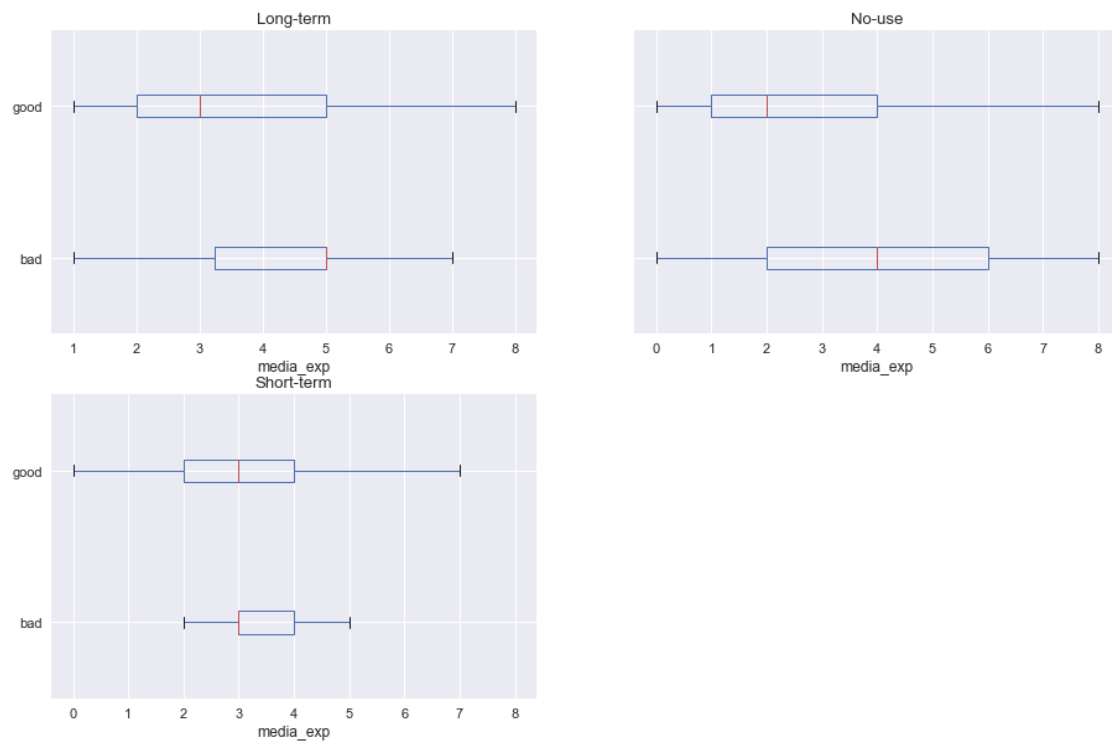 Long-term
good
bad
1 2 3 4 5 6 7 8
media_exp
No-use
0 1 2 3 4 5 6 7 8
media_exp
Short-term
good
bad
0 1 2 3 4 5 6 7 8
media_exp